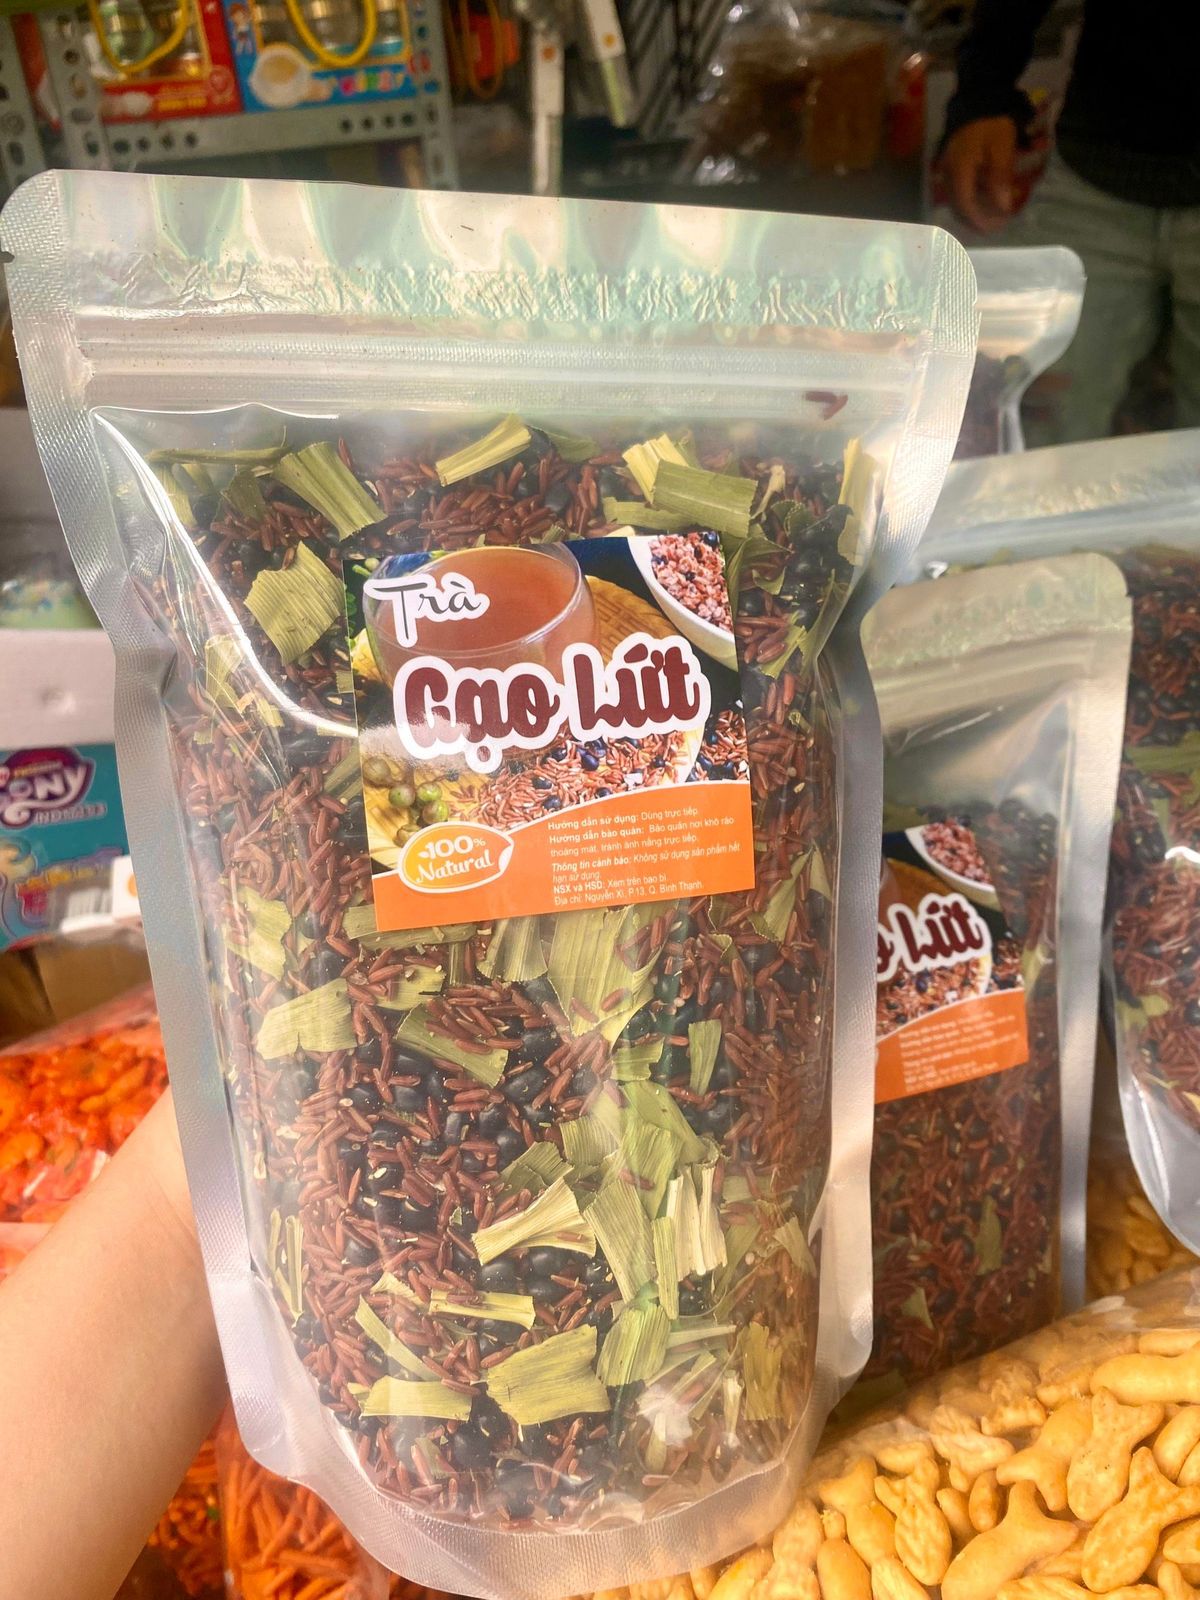 Trà
Gạo Lứt
100%
Natural
Hướng dẫn sử dụng: Dùng trực tiếp.
Hướng dẫn bảo quản: Bảo quản nơi khô ráo
thoáng mát, tránh ánh nắng trực tiếp.
Thông tin cảnh báo: Không sử dụng sản phẩm hết
hạn sử dụng.
NSX và HSD: Xem trên bao bì.
Địa chỉ: Nguyễn Xí, P.13, Q. Bình Thạnh.
Lứt
PONY